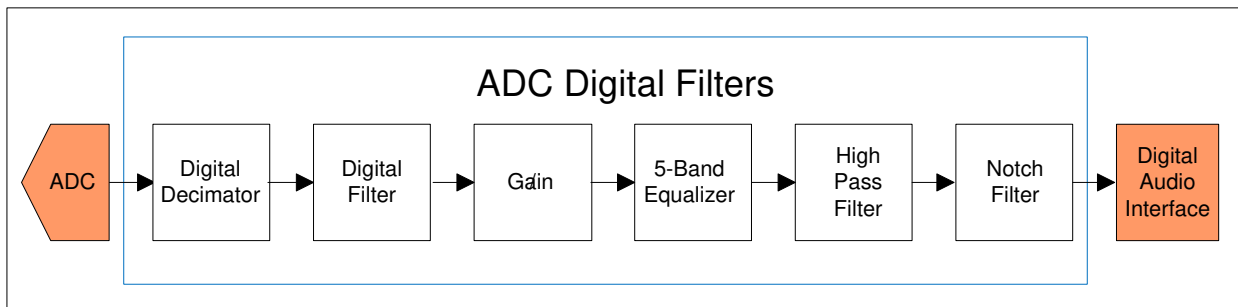 ADC Digital Filters
ADC
Digital
Decimator
Digital
Filter
Gain
5-Band
Equalizer
High
Pass
Filter
Notch
Filter
Digital
Audio
Interface